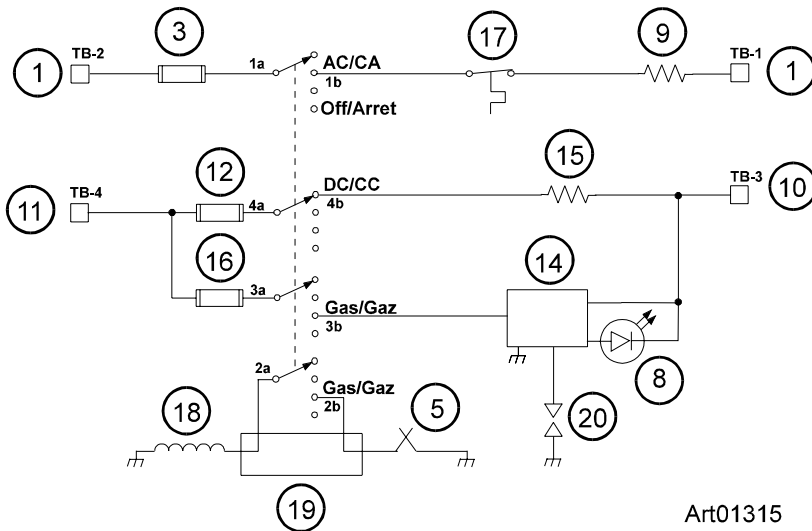 3
17
9
1
TB-2
1a
AC/CA
1b
TB-1
1
Off/Arret
12
15
11
TB-4
4a
DC/CC
4b
TB-3
10
16
3a
14
Gas/Gaz
3b
2a
8
Gas/Gaz
2b
18
5
20
19
Art01315